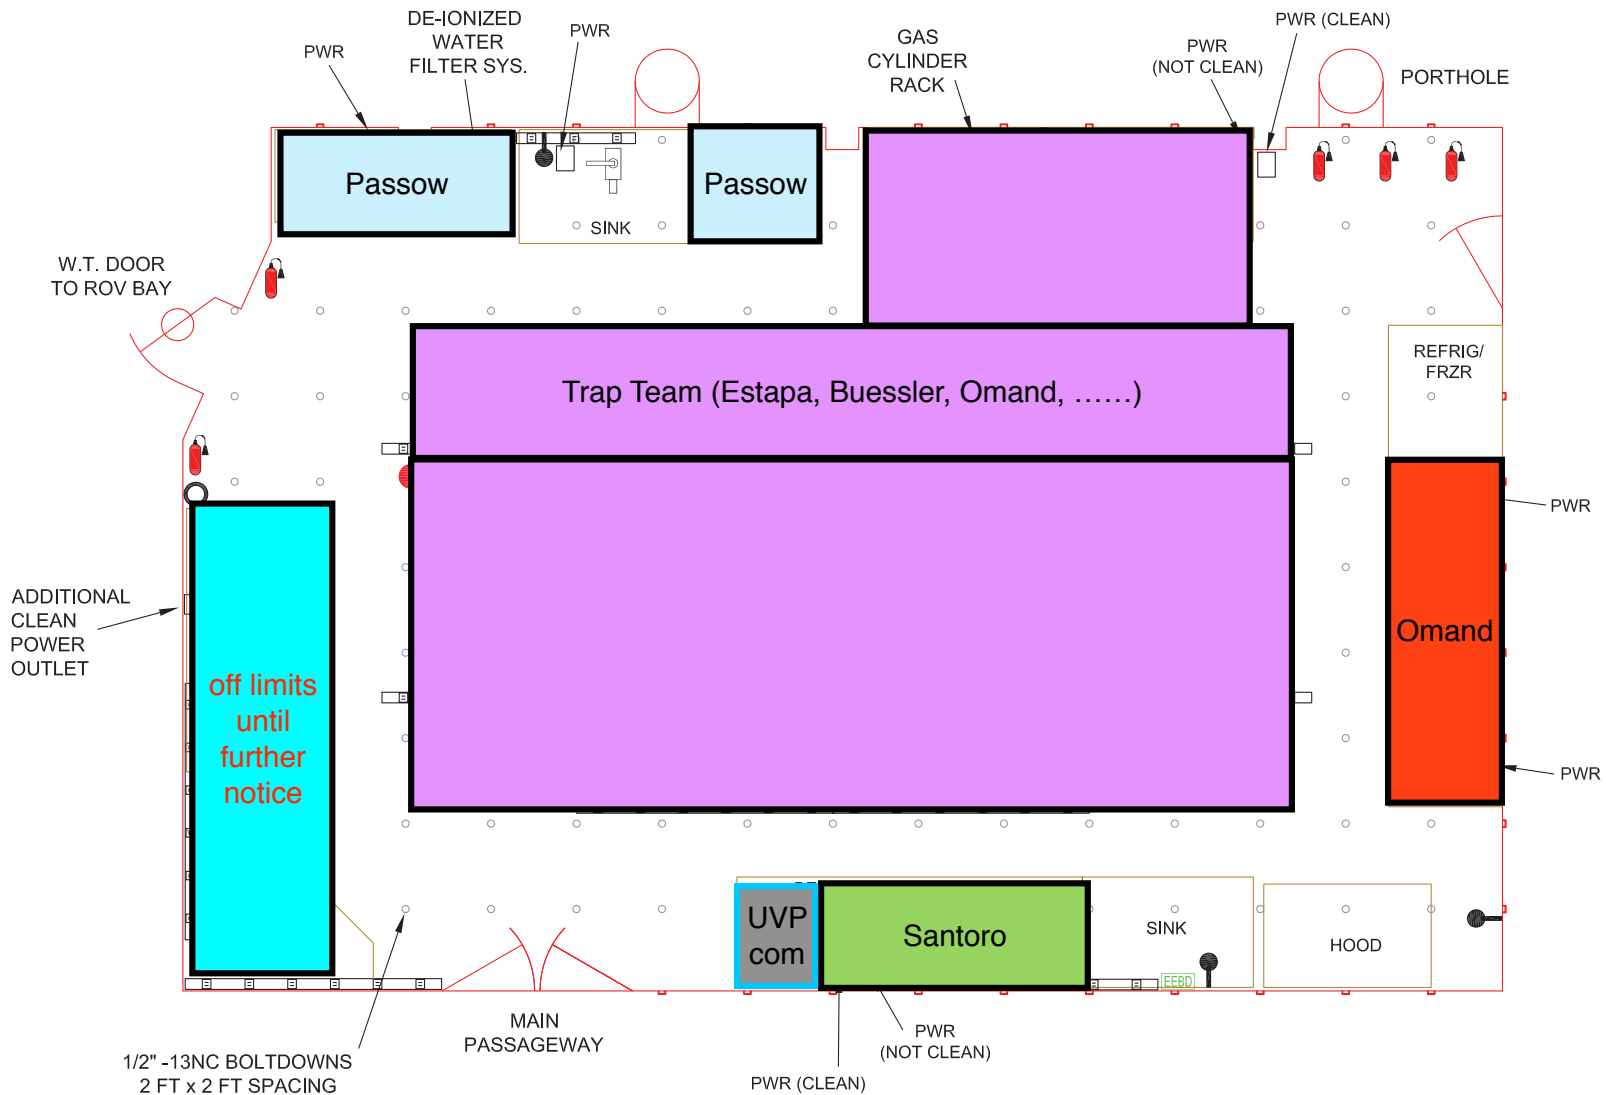 DE-IONIZED
WATER
FILTER SYS.
PWR
PWR
GAS
CYLINDER
RACK
PWR
(NOT CLEAN)
PWR (CLEAN)
PORTHOLE
Passow
SINK
Passow
W.T. DOOR
TO ROV BAY
REFRIG/
FRZR
Trap Team (Estapa, Buessler, Omand, ......)
PWR
ADDITIONAL
CLEAN
POWER
OUTLET
Omand
off limits
until
further
notice
PWR
UVP
com
Santoro
SINK
HOOD
EEBD
MAIN
PASSAGEWAY
PWR
(NOT CLEAN)
1/2" -13NC BOLTDOWNS
2 FT x 2 FT SPACING
PWR (CLEAN)